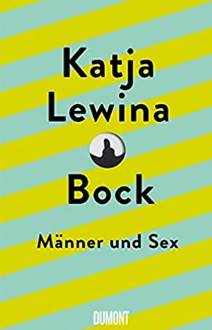 Katja
Lewina
Bock
Männer und Sex
DUMONT